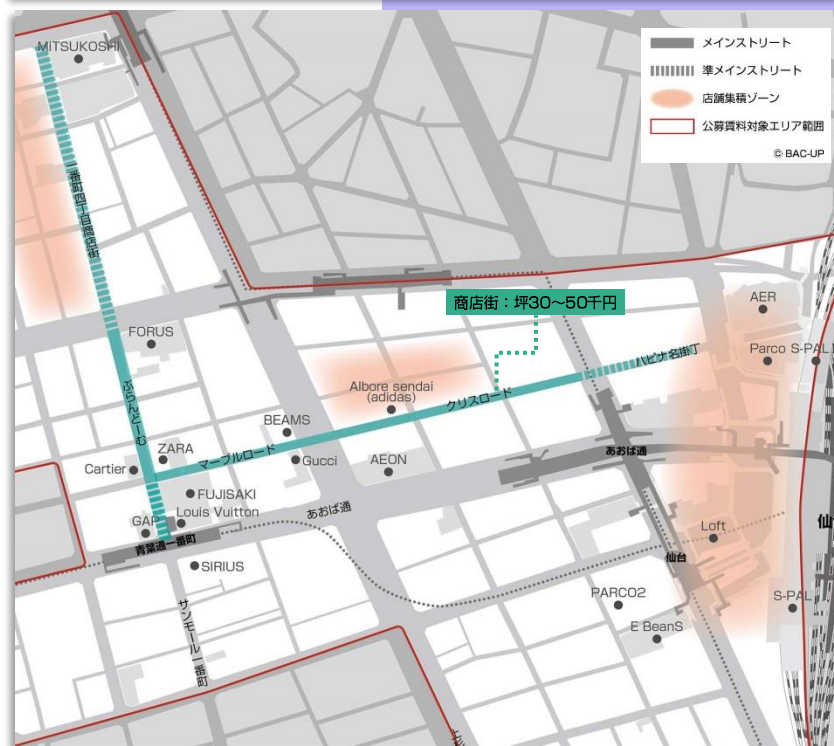 メインストリート
準メインストリート
店舗集積ゾーン
公募賃料対象エリア範囲
© BAC-UP
MITSUKOSHI
一番町四丁目商店街
商店街：坪30～50千円
AER
FORUS
Parco
S-PAL
ハピナ名掛丁
ぶらんどーむ
Albore sendai
(adidas)
クリスロード
BEAMS
ZARA
マーブルロード
Cartier
Gucci
AEON
あおば通
FUJISAKI
Louis Vuitton
GAP
あおば通
青葉通一番町
Loft
仙
仙台
SIRIUS
PARCO2
S-PAL
E BeanS
サンモール一番町